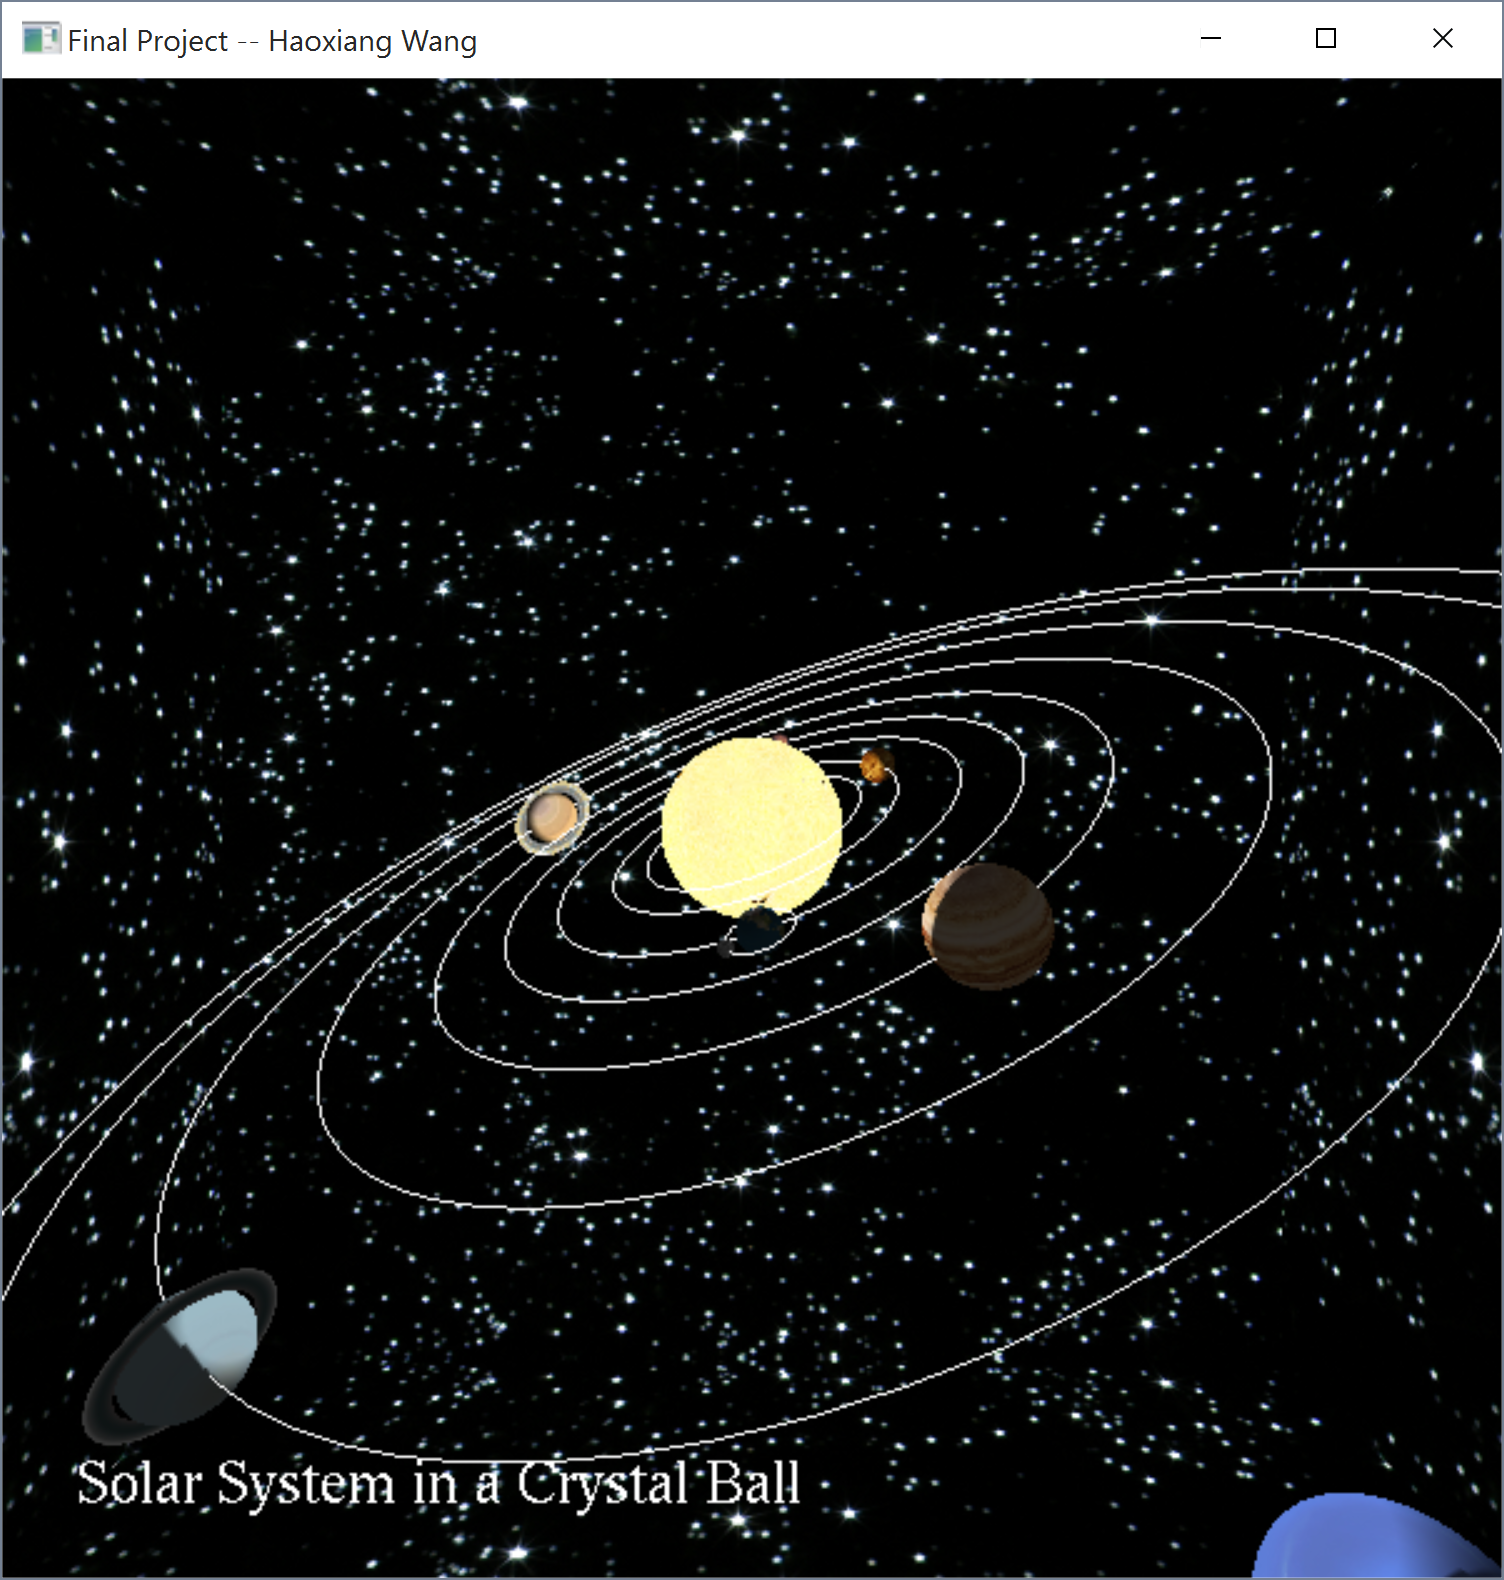 Final Project -- Haoxiang Wang
Solar System in a Crystal Ball